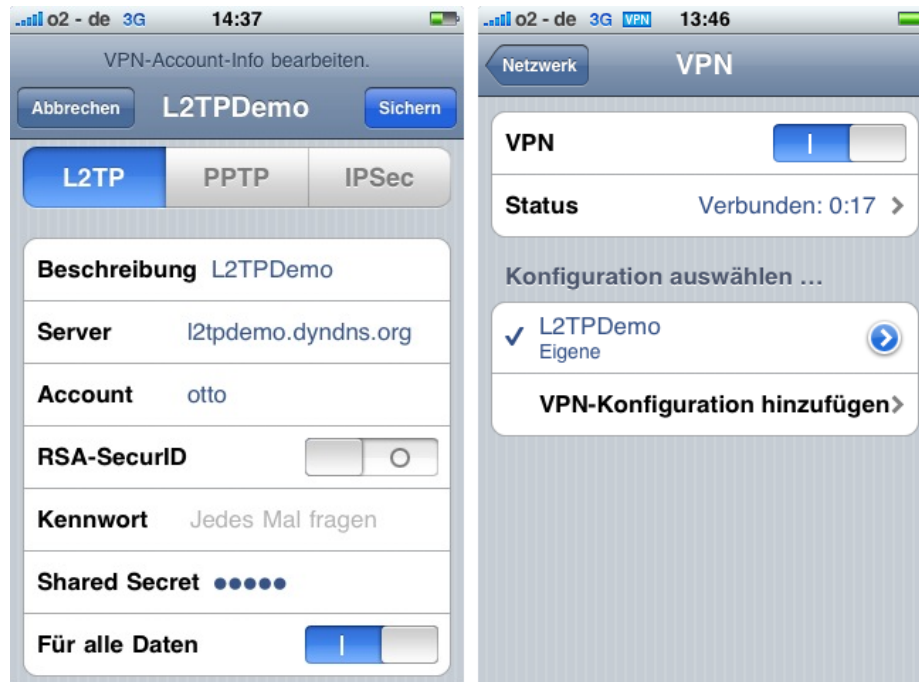 o2 - de 3G 14:37
VPN-Account-Info bearbeiten.
Abbrechen L2TPDemo Sichern
L2TP PPTP IPSec
Beschreibung L2TPDemo
Server l2tpdemo.dyndns.org
Account otto
RSA-SecurID
Kennwort Jedes Mal fragen
Shared Secret ●●●●●
Für alle Daten
o2 - de 3G VPN 13:46
Netzwerk VPN
VPN
Status Verbunden: 0:17
Konfiguration auswählen ...
L2TPDemo
Eigene
VPN-Konfiguration hinzufügen